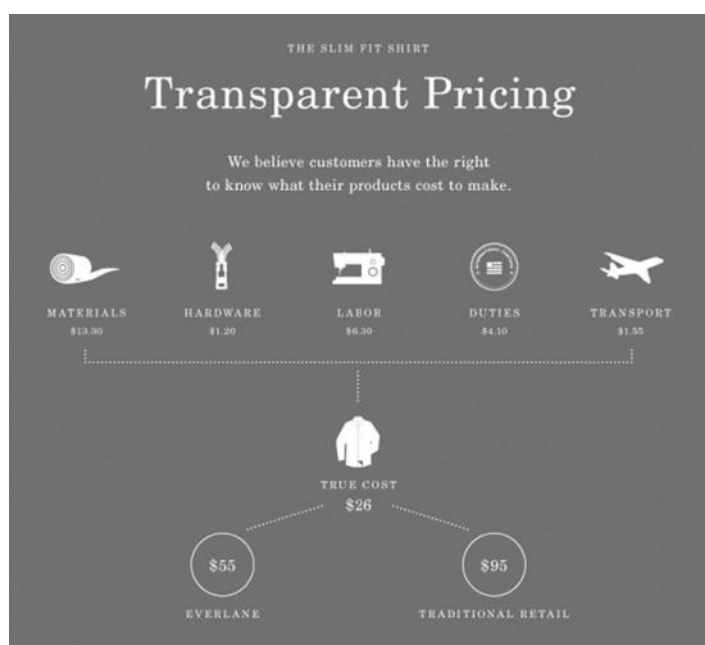 THE SLIM FIT SHIRT
Transparent Pricing
We believe customers have the right
to know what their products cost to make.
MATERIALS
$13.30
HARDWARE
$1.20
LABOR
$6.30
DUTIES
$4.10
TRANSPORT
$1.55
TRUE COST
$26
$55
EVERLANE
$95
TRADITIONAL RETAIL